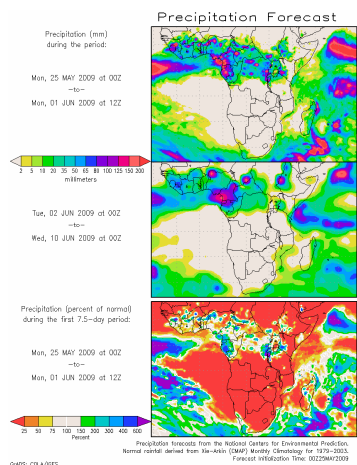 Precipitation Forecast
Precipitation (mm)
during the period:
Mon, 25 MAY 2009 at 00Z
-to-
Mon, 01 JUN 2009 at 12Z
2 5 10 20 35 50 65 80 100 125 150 200
millimeters
Tue, 02 JUN 2009 at 00Z
-to-
Wed, 10 JUN 2009 at 00Z
Precipitation (percent of normal)
during the first 7.5-day period:
Mon, 25 MAY 2009 at 00Z
-to-
Mon, 01 JUN 2009 at 12Z
25 50 75 100 150 200 300 400 600
Percent
Precipitation forecasts from the National Centers for Environmental Prediction.
Normal rainfall derived from Xie-Arkin (CMAP) Monthly Climatology for 1979-2003.
Forecast Initialization Time: 00Z25MAY2009
GrADS: COLA/IGES